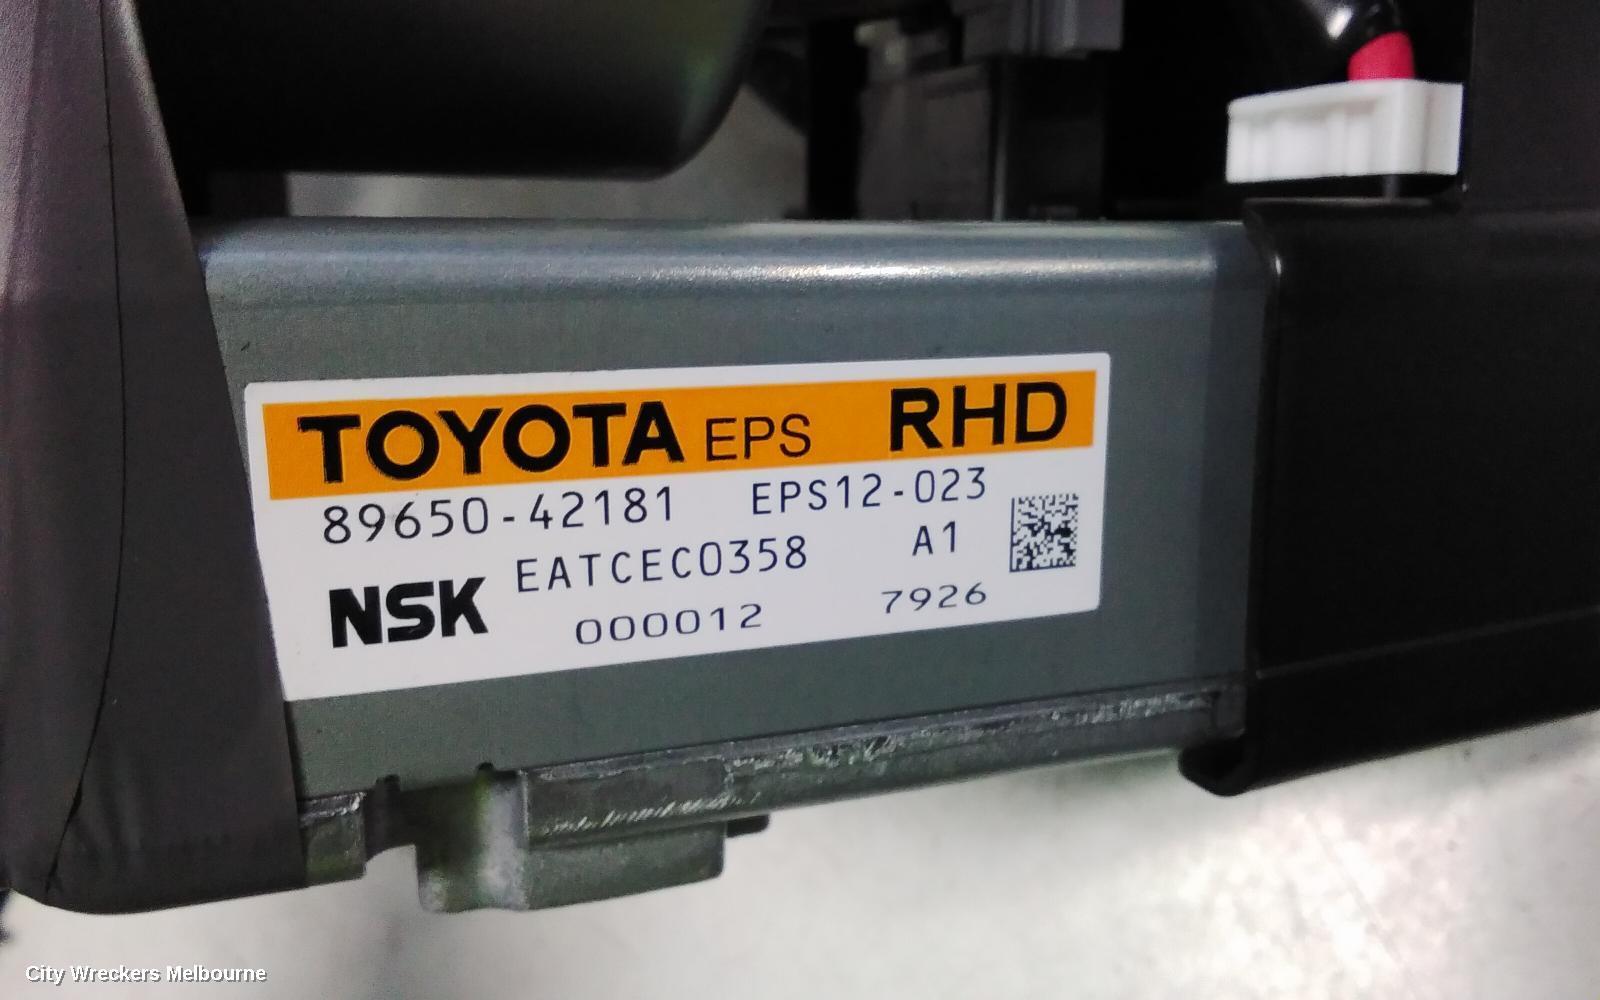 TOYOTA EPS RHD
89650-42181 EPS12-023
EATCEC0358 A1
NSK
000012 7926
City Wreckers Melbourne